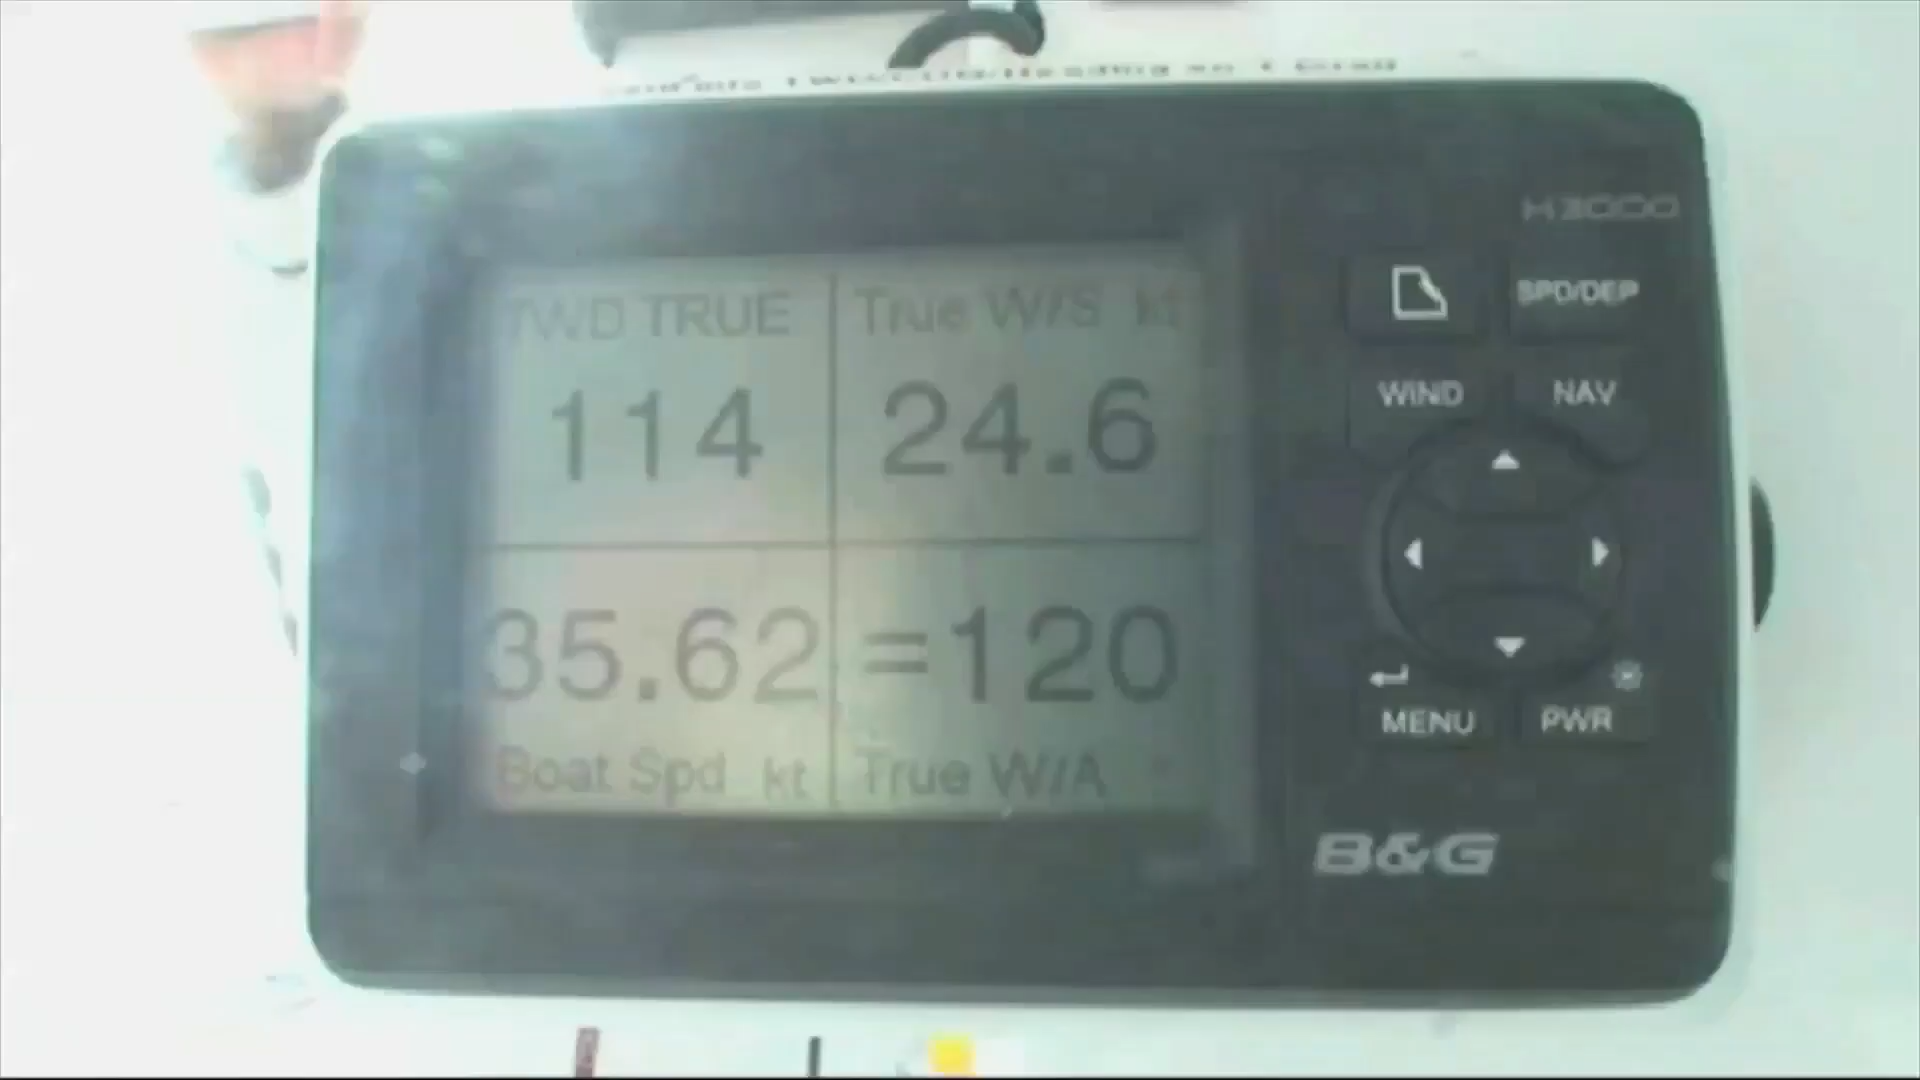 H3000
TWD TRUE
True W/S kt
114
24.6
35.62
=120
Boat Spd kt
True W/A °
SPD/DEP
WIND
NAV
MENU
PWR
B&G